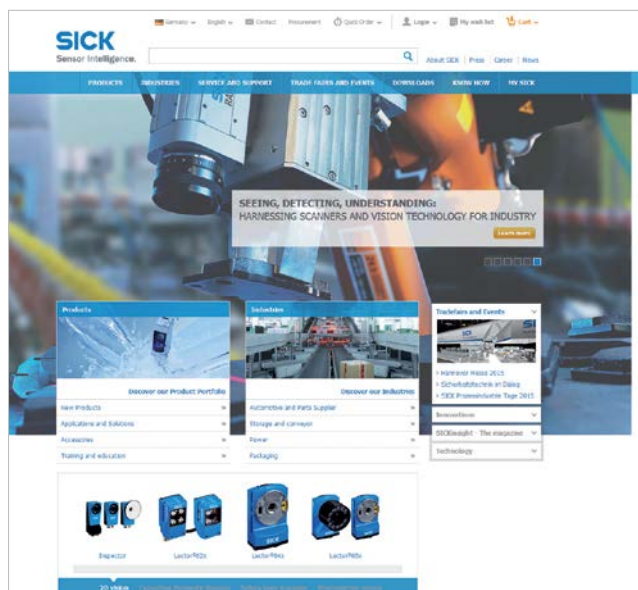 Germany English Contact Procurement Quick Order Login My wish list Cart
SICK
Sensor Intelligence.
About SICK | Press | Career | News
PRODUCTS INDUSTRIES SERVICE AND SUPPORT TRADE FAIRS AND EVENTS DOWNLOADS KNOW HOW MY SICK
SEEING, DETECTING, UNDERSTANDING:
HARNESSING SCANNERS AND VISION TECHNOLOGY FOR INDUSTRY
Learn more
Products
Discover our Product Portfolio
New Products
Applications and Solutions
Accessories
Training and education
Industries
Discover our Industries
Automotive and Parts Supplier
Storage and conveyor
Power
Packaging
Tradefairs and Events
Hannover Messe 2015
Sicherheitstechnik im Dialog
SICK Prozessindustrie Tage 2015
Innovations
SICKinsight - The magazine
Technology
Inspector Lector®62x Lector®64x Lector®65x
2D vision